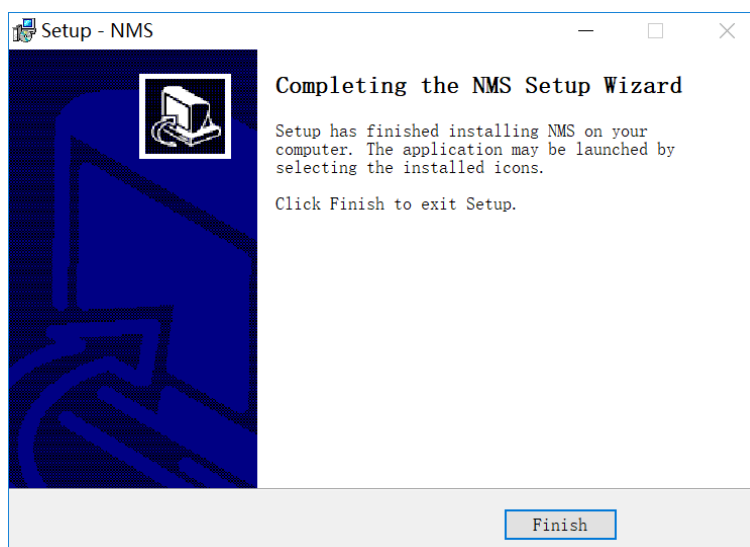 Setup - NMS
Completing the NMS Setup Wizard
Setup has finished installing NMS on your
computer. The application may be launched by
selecting the installed icons.
Click Finish to exit Setup.
Finish